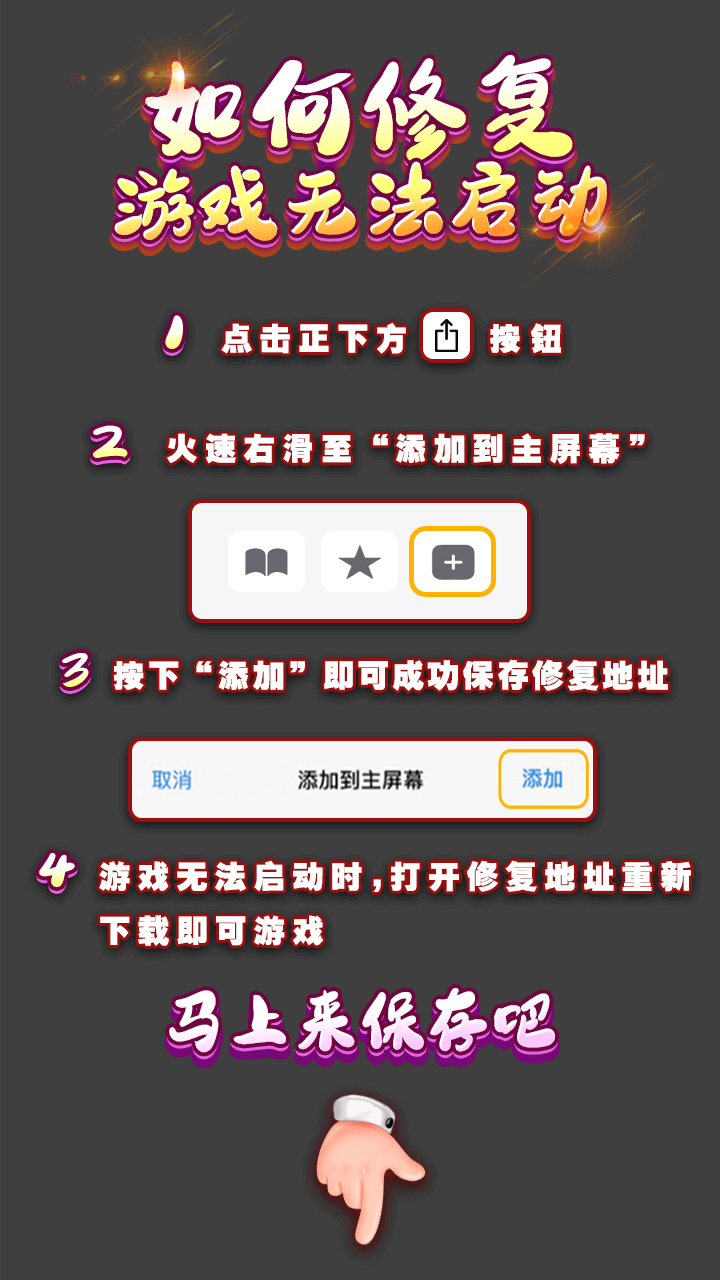 如何修复
游戏无法启动
1 点击正下方 按钮
2 火速右滑至“添加到主屏幕”
3 按下“添加”即可成功保存修复地址
取消 添加到主屏幕 添加
4 游戏无法启动时,打开修复地址重新
下载即可游戏
马上来保存吧